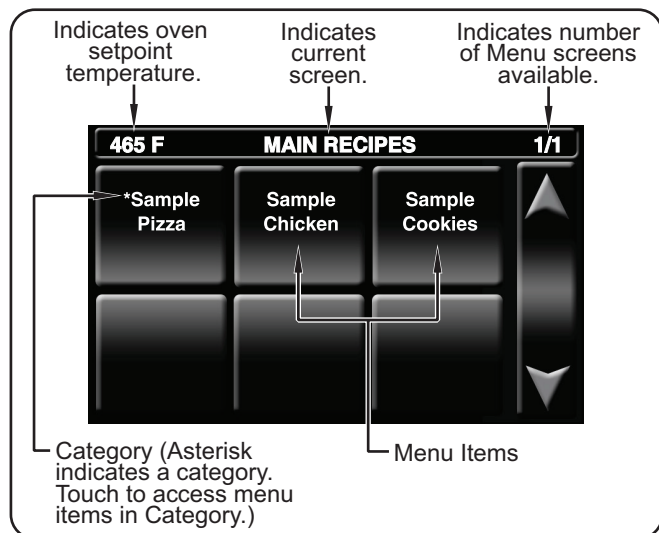 Indicates oven
setpoint
temperature.
Indicates
current
screen.
Indicates number
of Menu screens
available.
465 F
MAIN RECIPES
1/1
*Sample
Pizza
Sample
Chicken
Sample
Cookies
Category (Asterisk
indicates a category.
Touch to access menu
items in Category.)
Menu Items